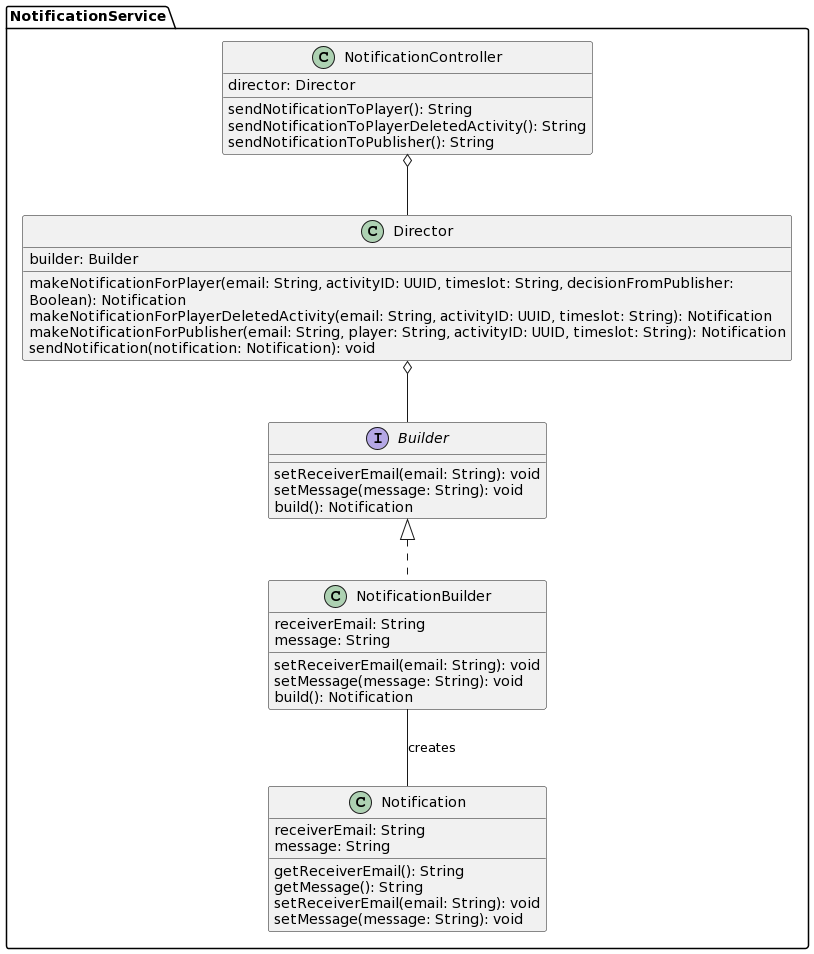 NotificationService
C NotificationController
director: Director
sendNotificationToPlayer(): String
sendNotificationToPlayerDeletedActivity(): String
sendNotificationToPublisher(): String
C Director
builder: Builder
makeNotificationForPlayer(email: String, activityID: UUID, timeslot: String, decisionFromPublisher:
Boolean): Notification
makeNotificationForPlayerDeletedActivity(email: String, activityID: UUID, timeslot: String): Notification
makeNotificationForPublisher(email: String, player: String, activityID: UUID, timeslot: String): Notification
sendNotification(notification: Notification): void
I Builder
setReceiverEmail(email: String): void
setMessage(message: String): void
build(): Notification
C NotificationBuilder
receiverEmail: String
message: String
setReceiverEmail(email: String): void
setMessage(message: String): void
build(): Notification
creates
C Notification
receiverEmail: String
message: String
getReceiverEmail(): String
getMessage(): String
setReceiverEmail(email: String): void
setMessage(message: String): void